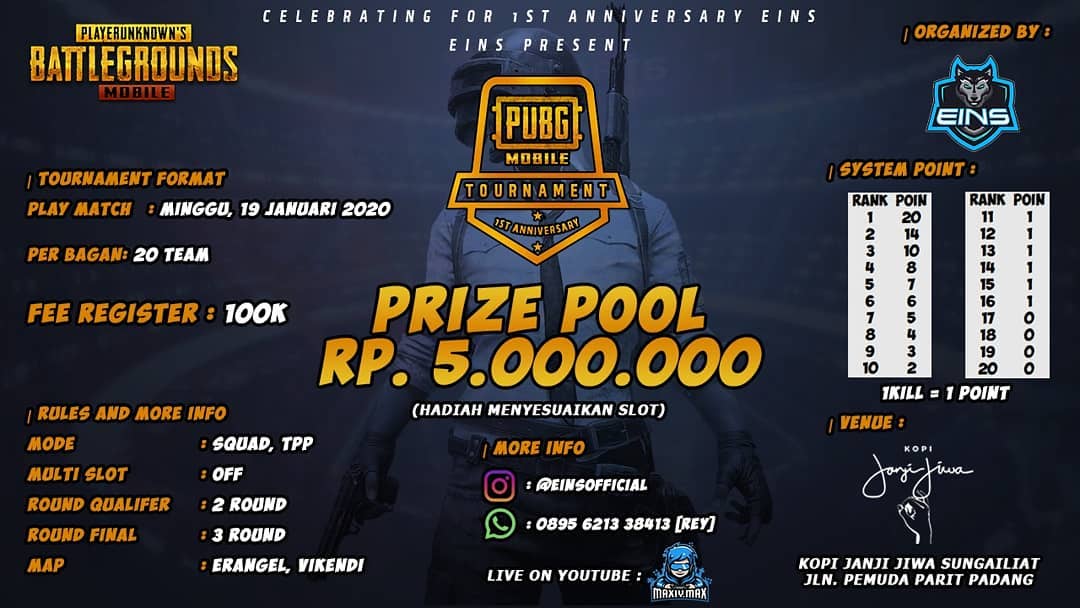 CELEBRATING FOR 1ST ANNIVERSARY EINS
EINS PRESENT
PLAYERUNKNOWN'S
BATTLEGROUNDS
MOBILE
PUBG
MOBILE
TOURNAMENT
1ST ANNIVERSARY
| ORGANIZED BY :
EINS
| TOURNAMENT FORMAT
PLAY MATCH : MINGGU, 19 JANUARI 2020
PER BAGAN: 20 TEAM
FEE REGISTER : 100K
PRIZE POOL
RP. 5.000.000
(HADIAH MENYESUAIKAN SLOT)
| SYSTEM POINT :
RANK POIN
1 20
2 14
3 10
4 8
5 7
6 6
7 5
8 4
9 3
10 2
RANK POIN
11 1
12 1
13 1
14 1
15 1
16 1
17 0
18 0
19 0
20 0
1KILL = 1 POINT
| RULES AND MORE INFO
MODE : SQUAD, TPP
MULTI SLOT : OFF
ROUND QUALIFER : 2 ROUND
ROUND FINAL : 3 ROUND
MAP : ERANGEL, VIKENDI
| MORE INFO
: @EINSOFFICIAL
: 0895 6213 38413 [REY]
LIVE ON YOUTUBE :
MAXIV.MAX
| VENUE :
KOPI
Janji Jiwa
KOPI JANJI JIWA SUNGAILIAT
JLN. PEMUDA PARIT PADANG